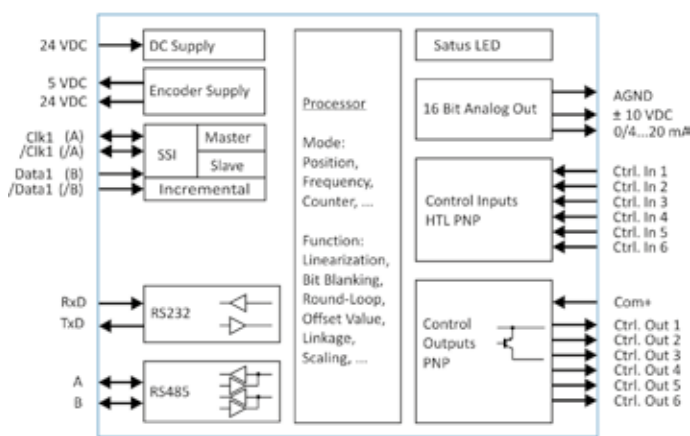 24 VDC
DC Supply
5 VDC
24 VDC
Encoder Supply
Clk1 (A)
/Clk1 (/A)
Data1 (B)
/Data1 (/B)
SSI
Master
Slave
Incremental
RxD
TxD
RS232
A
B
RS485
Processor
Mode:
Position,
Frequency,
Counter, ...
Function:
Linearization,
Bit Blanking,
Round-Loop,
Offset Value,
Linkage,
Scaling, ...
Satus LED
16 Bit Analog Out
AGND
± 10 VDC
0/4...20 mA
Control Inputs
HTL PNP
Ctrl. In 1
Ctrl. In 2
Ctrl. In 3
Ctrl. In 4
Ctrl. In 5
Ctrl. In 6
Control
Outputs
PNP
Com+
Ctrl. Out 1
Ctrl. Out 2
Ctrl. Out 3
Ctrl. Out 4
Ctrl. Out 5
Ctrl. Out 6